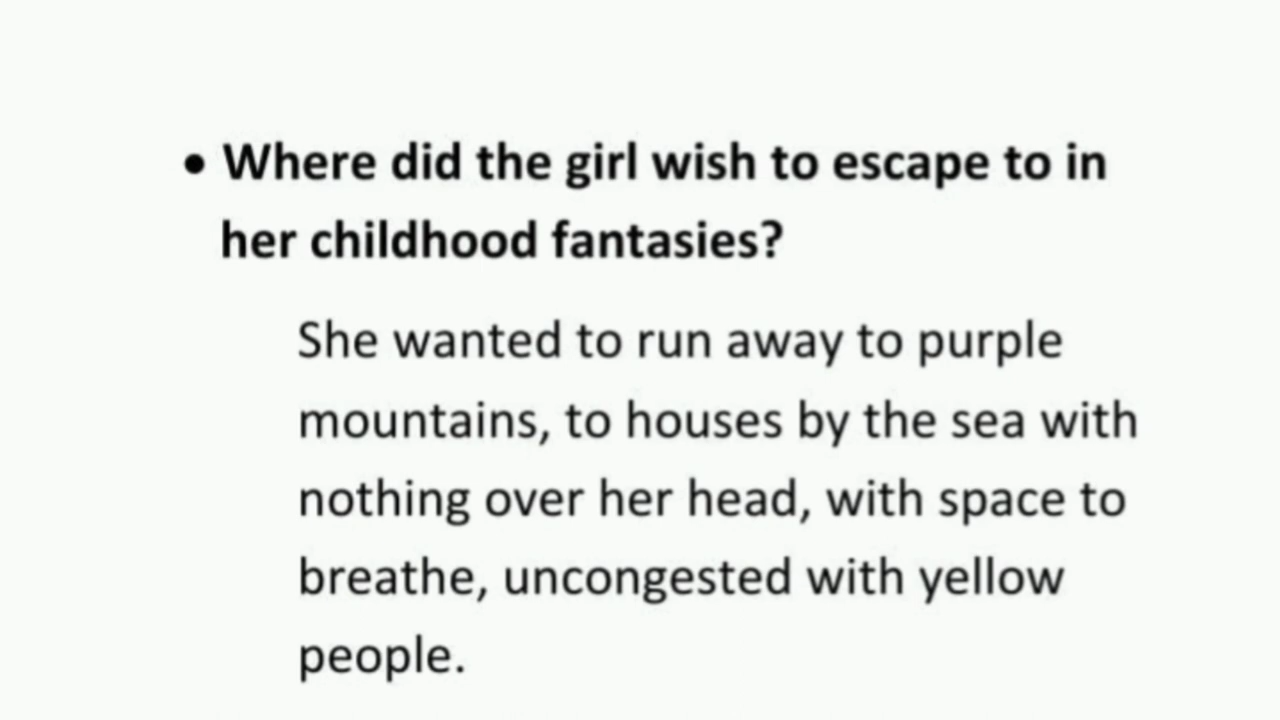 • Where did the girl wish to escape to in
her childhood fantasies?
She wanted to run away to purple
mountains, to houses by the sea with
nothing over her head, with space to
breathe, uncongested with yellow
people.